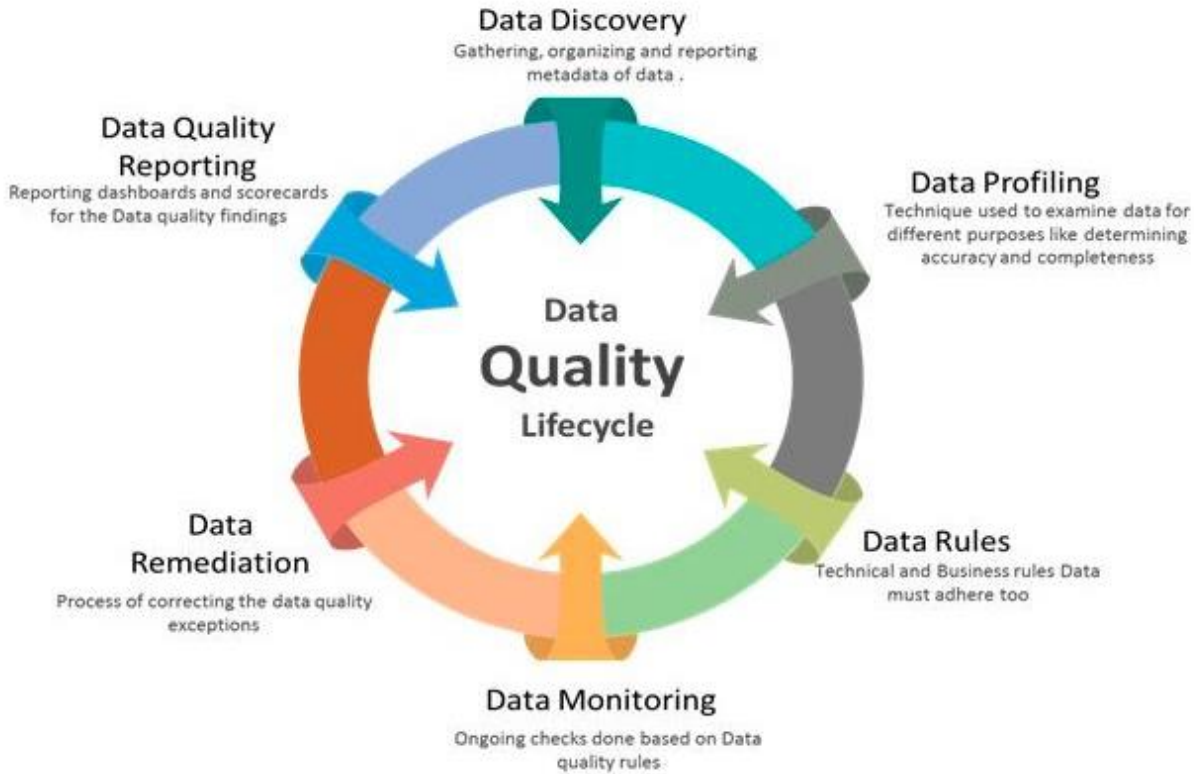 Data Discovery
Gathering, organizing and reporting
metadata of data .
Data Profiling
Technique used to examine data for
different purposes like determining
accuracy and completeness
Data Rules
Technical and Business rules Data
must adhere too
Data Monitoring
Ongoing checks done based on Data
quality rules
Data
Remediation
Process of correcting the data quality
exceptions
Data Quality
Reporting
Reporting dashboards and scorecards
for the Data quality findings
Data
Quality
Lifecycle